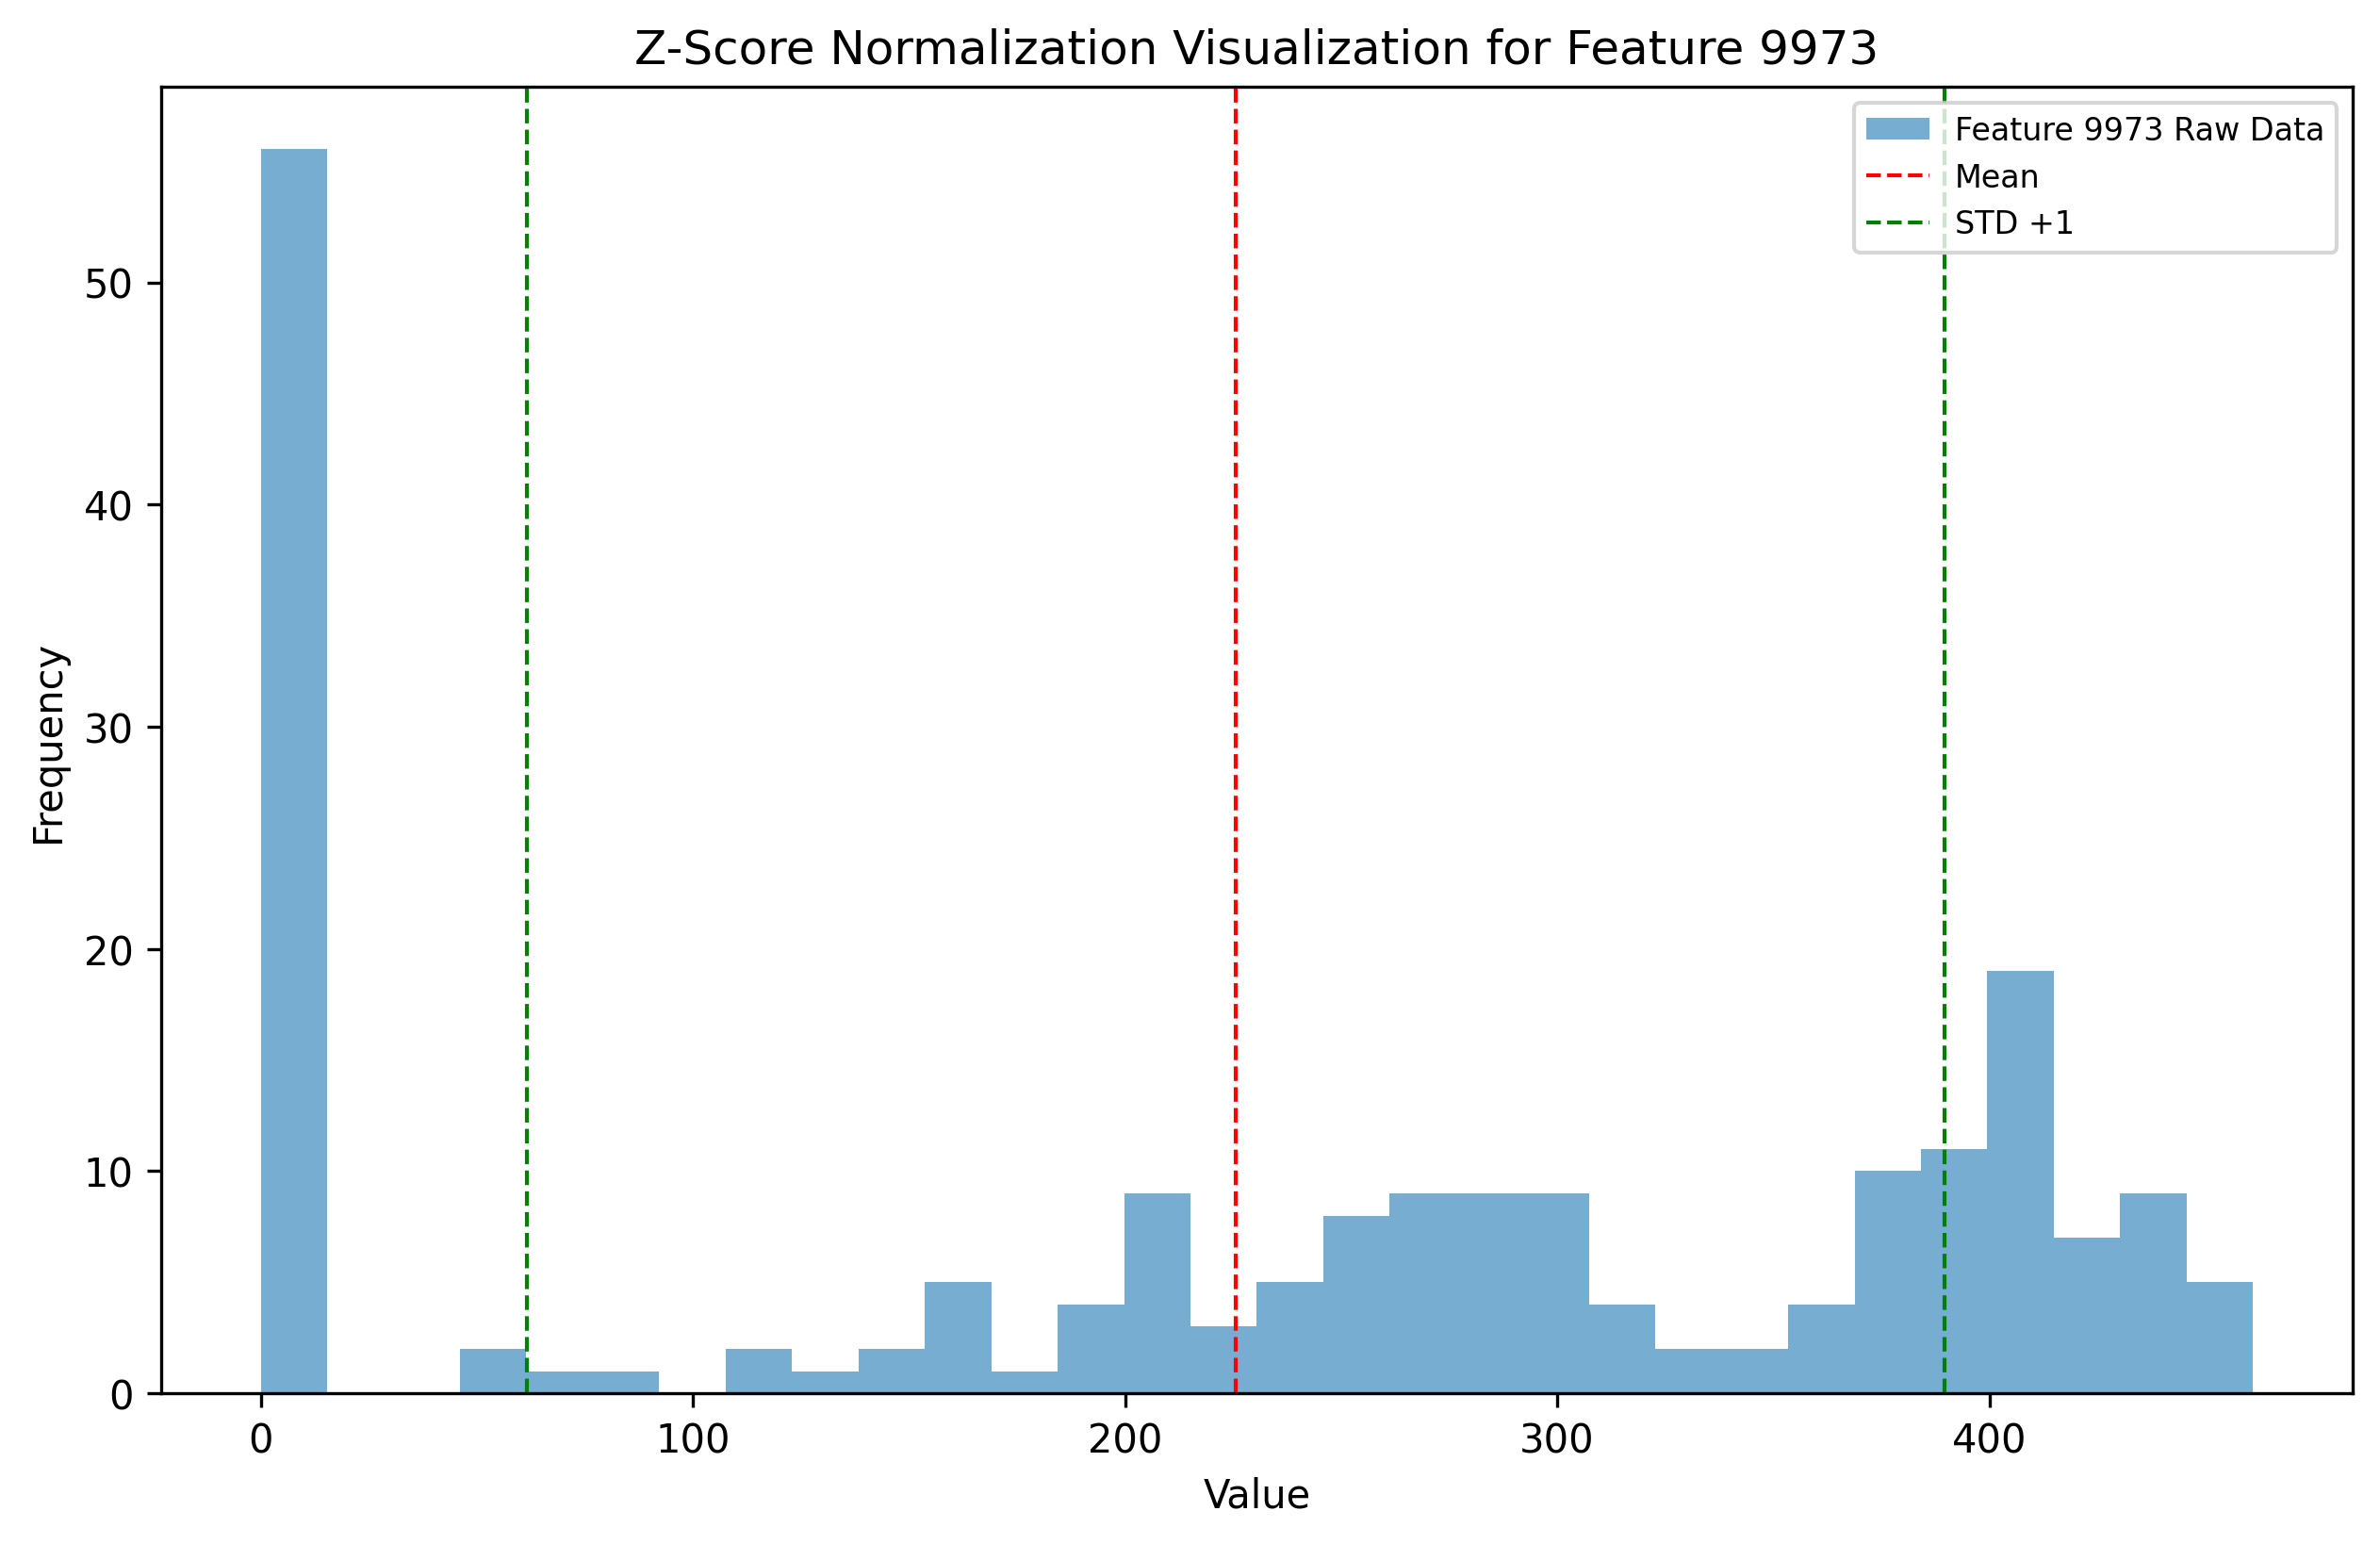 Z-Score Normalization Visualization for Feature 9973
Feature 9973 Raw Data
Mean
STD +1
Frequency
50
40
30
20
10
0
0 100 200 300 400
Value